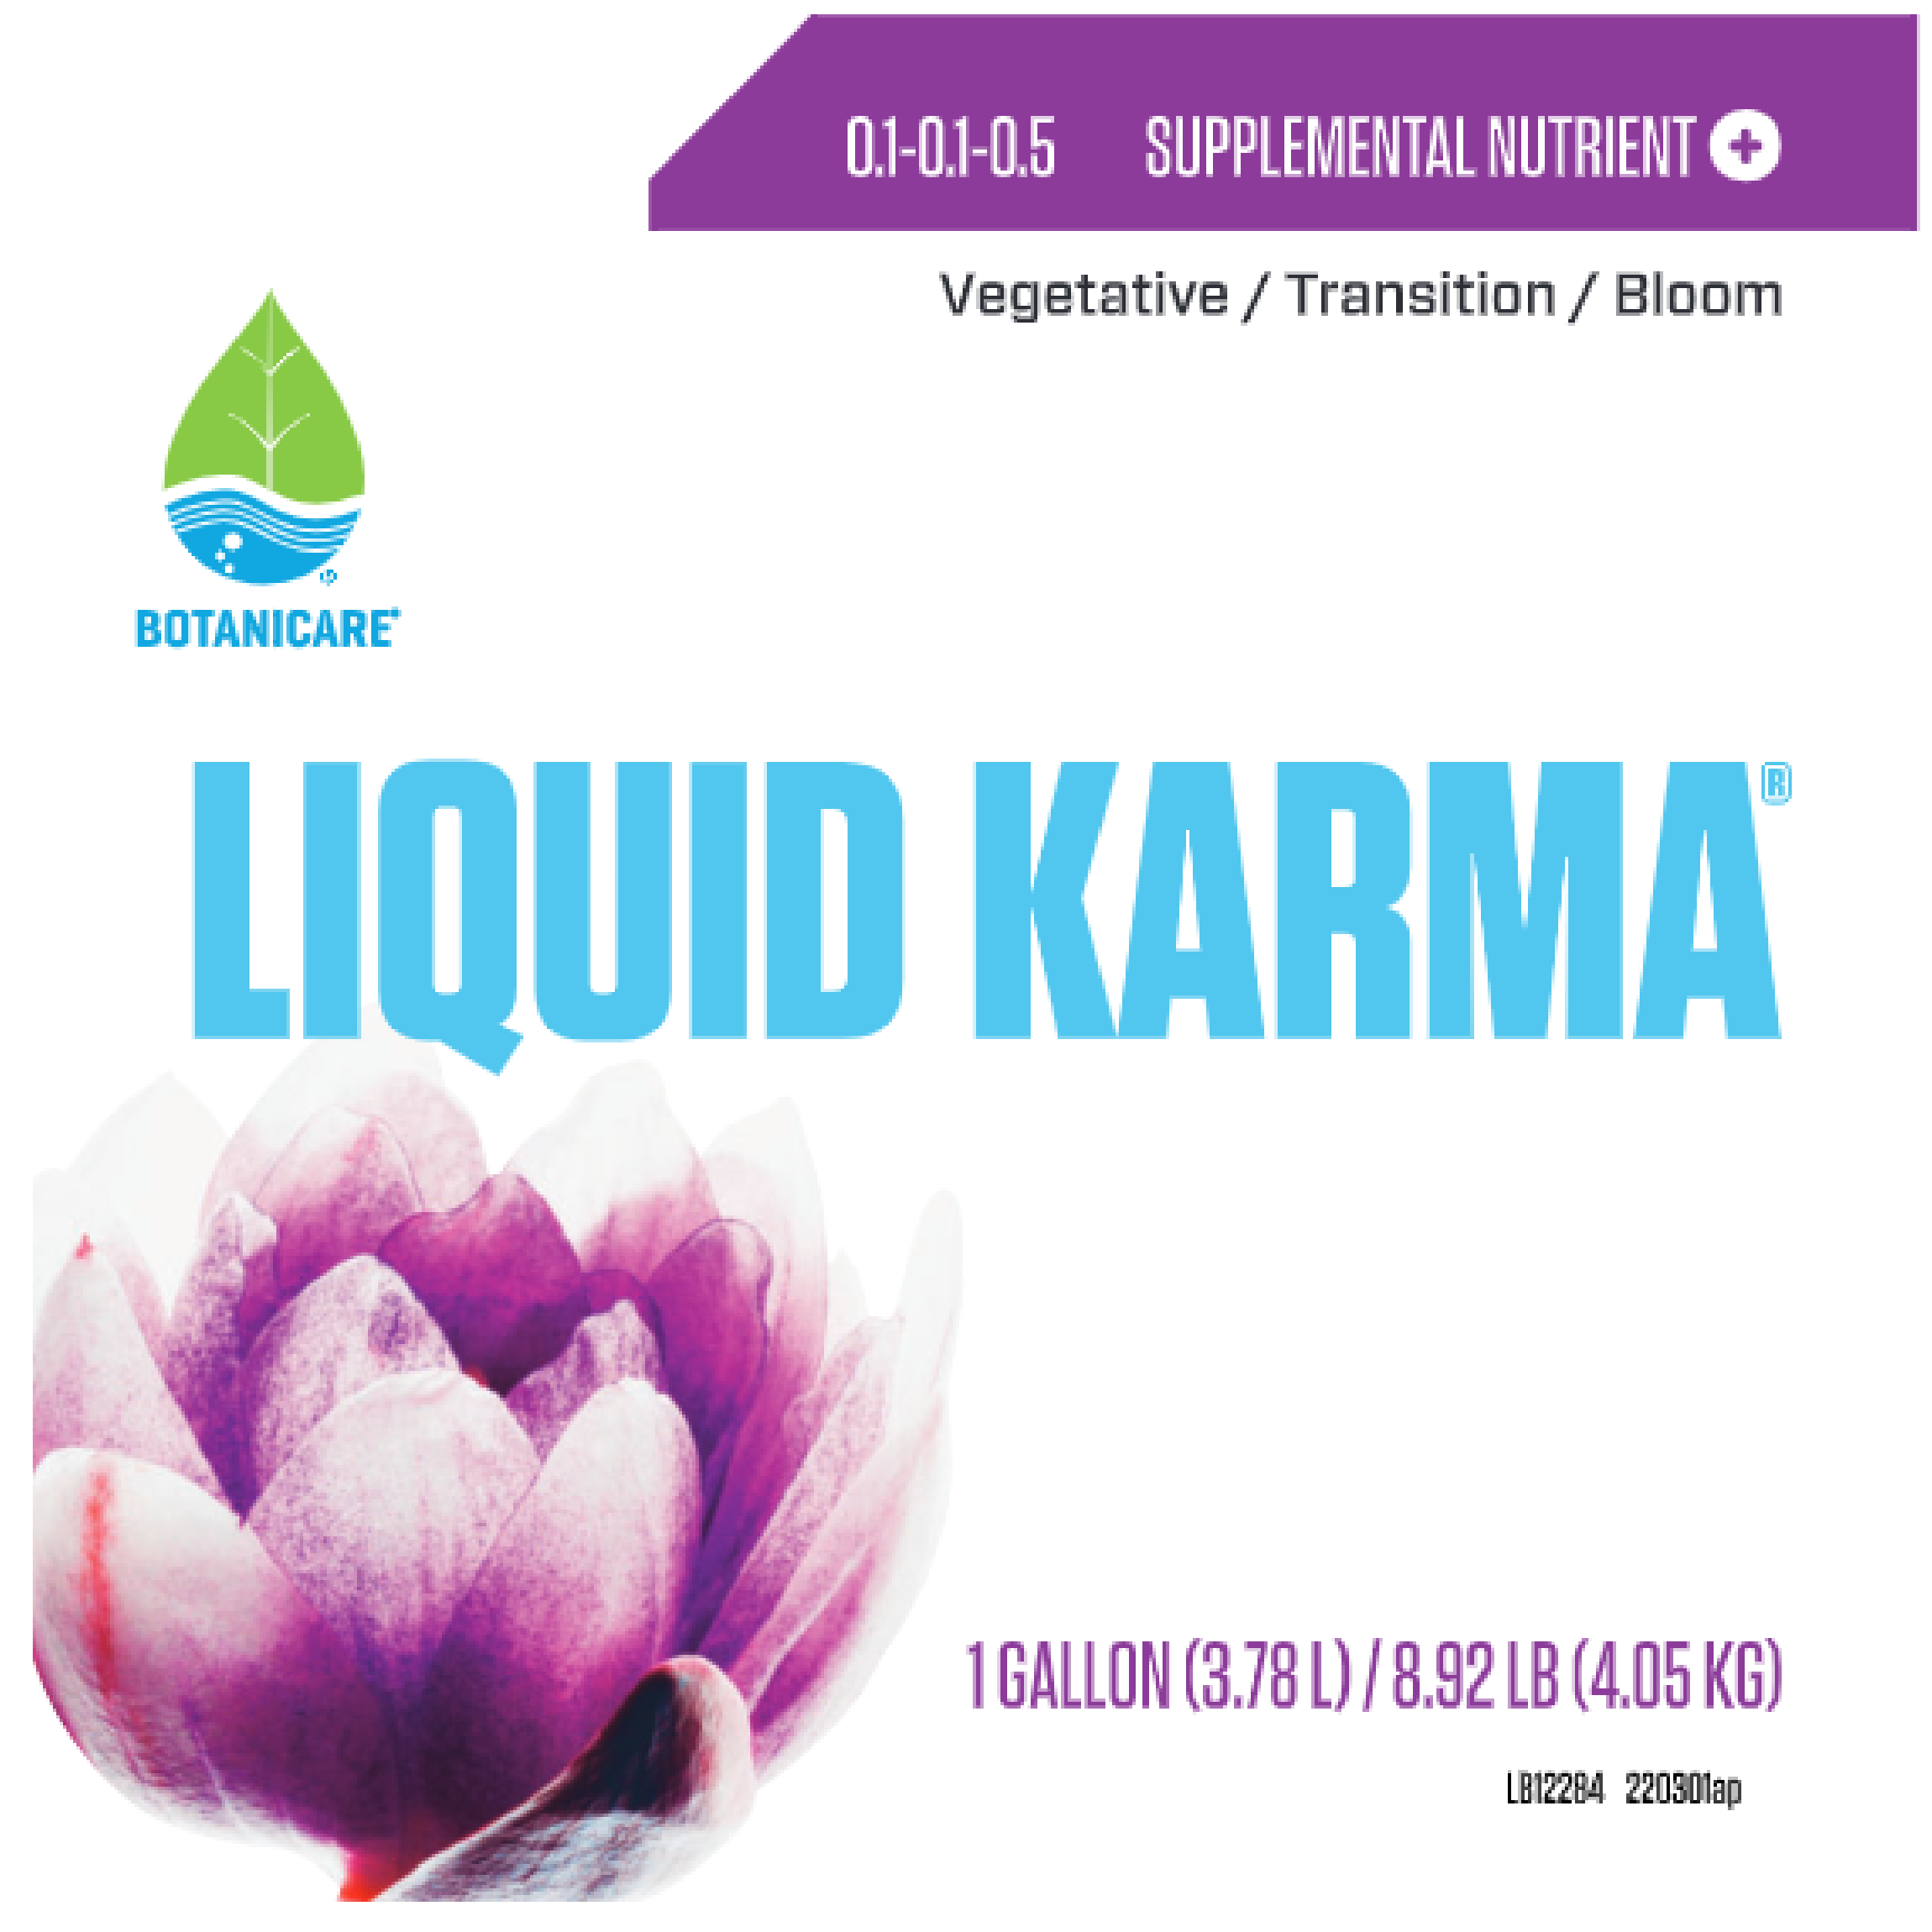 0.1-0.1-0.5 SUPPLEMENTAL NUTRIENT +
Vegetative / Transition / Bloom
BOTANICARE®
LIQUID KARMA®
1 GALLON (3.78 L) / 8.92 LB (4.05 KG)
LB12284 220301ap